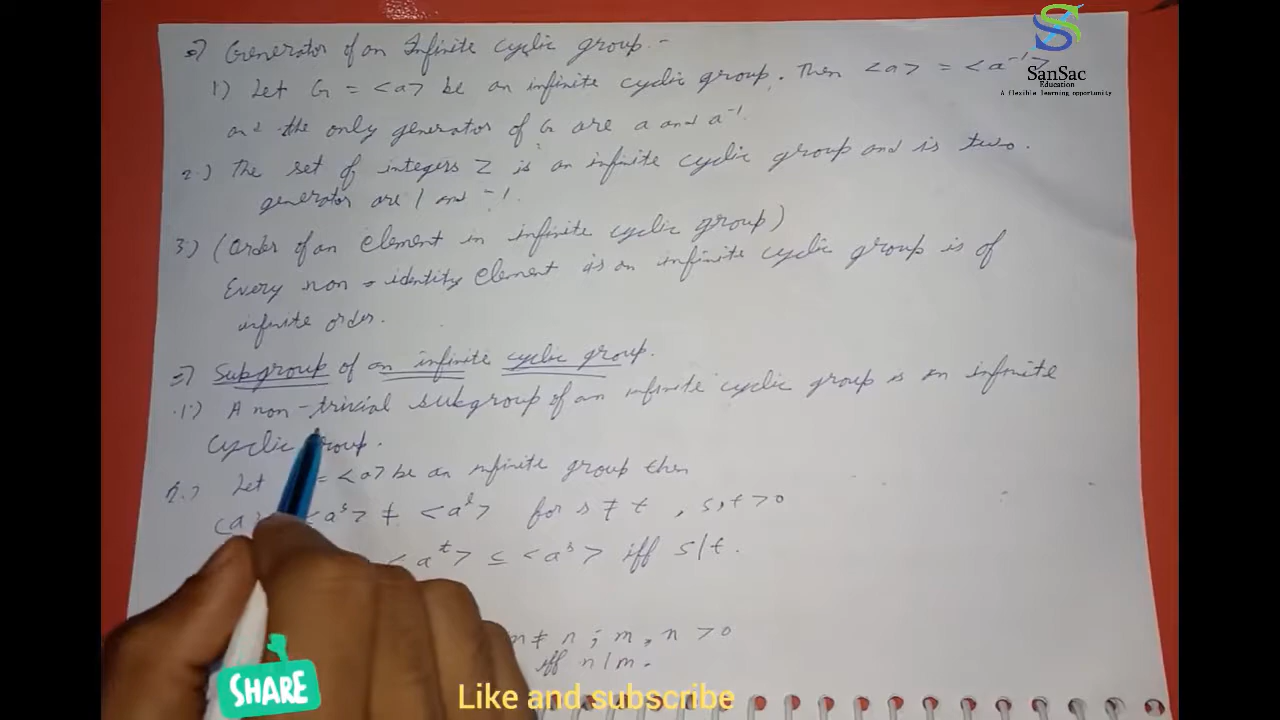 ⇒ Generator of an Infinite cyclic group.-
1) Let G = <a> be an infinite cyclic group. Then <a> = <a⁻¹>
and the only generator of G are a and a⁻¹.
2.) The set of integers Z is an infinite cyclic group and is two
generator are 1 and -1.
3.) (Order of an element in infinite cyclic group)
Every non-identity element is an infinite cyclic group is of
infinite order.
⇒ Subgroup of an infinite cyclic group.
1.) A non-trivial subgroup of an infinite cyclic group is an infinite
cyclic group.
2.) Let = <a> be an infinite group then
(a) <aˢ> ≠ <aᵗ> for s ≠ t , s,t >0
<aᵗ> ≤ <aˢ> iff s/t.
m ≠ n ; m, n > 0
iff n/m.
SanSac
Education
A flexible learning opportunity
SHARE
Like and subscribe